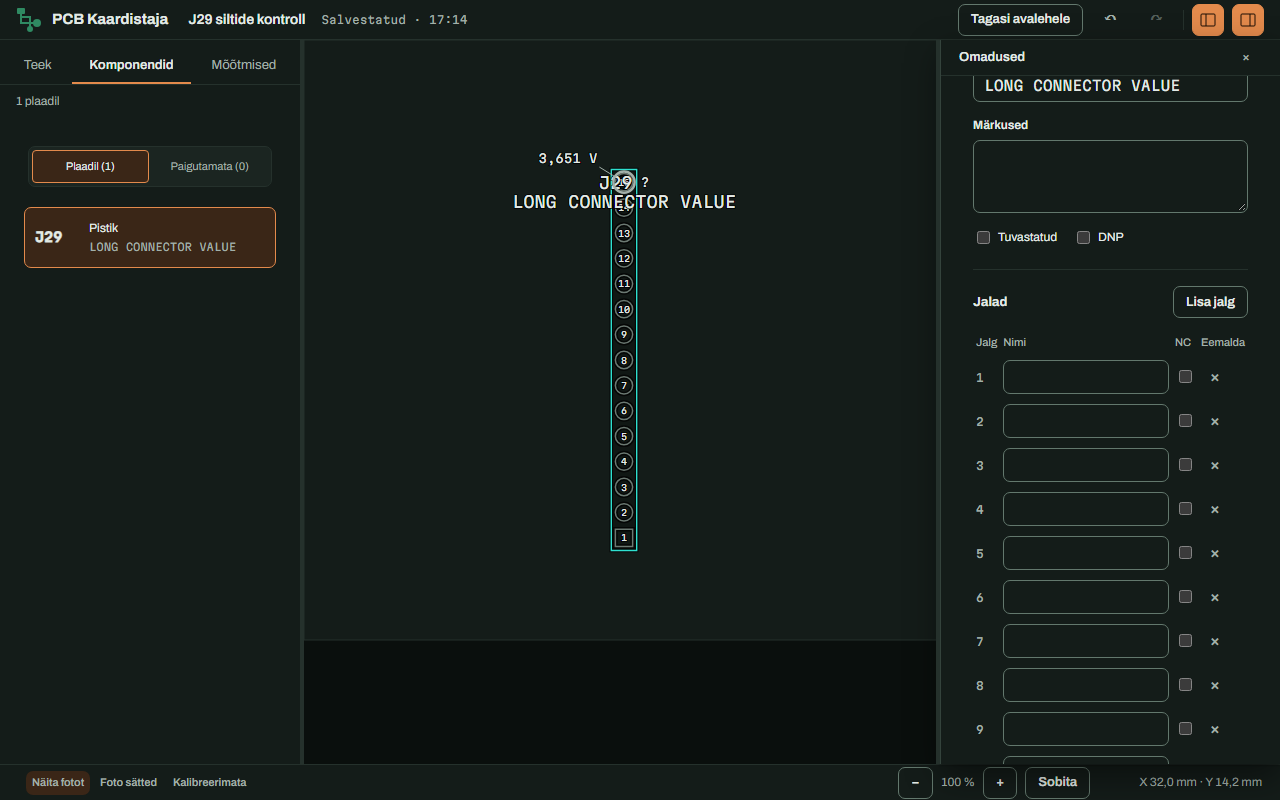 PCB Kaardistaja J29 siltide kontroll Salvestatud · 17:14 Tagasi avalehele
Teek Komponendid Mõõtmised
1 plaadil
Plaadil (1) Paigutamata (0)
J29 Pistik
LONG CONNECTOR VALUE
3,651 V
J29 ?
LONG CONNECTOR VALUE
13
12
11
10
9
8
7
6
5
4
3
2
1
Omadused ×
LONG CONNECTOR VALUE
Märkused
Tuvastatud DNP
Jalad Lisa jalg
Jalg Nimi NC Eemalda
1 ×
2 ×
3 ×
4 ×
5 ×
6 ×
7 ×
8 ×
9 ×
Näita fotot Foto sätted Kalibreerimata − 100 % + Sobita X 32,0 mm · Y 14,2 mm